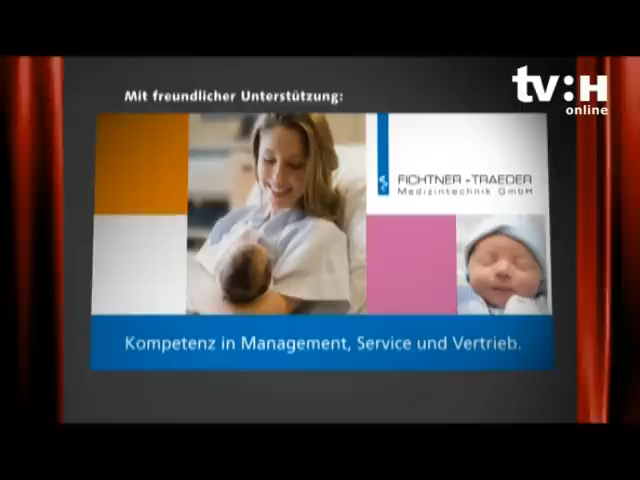 tv:H
online
Mit freundlicher Unterstützung:
FICHTNER-TRAEDER
Medizintechnik GmbH
Kompetenz in Management, Service und Vertrieb.